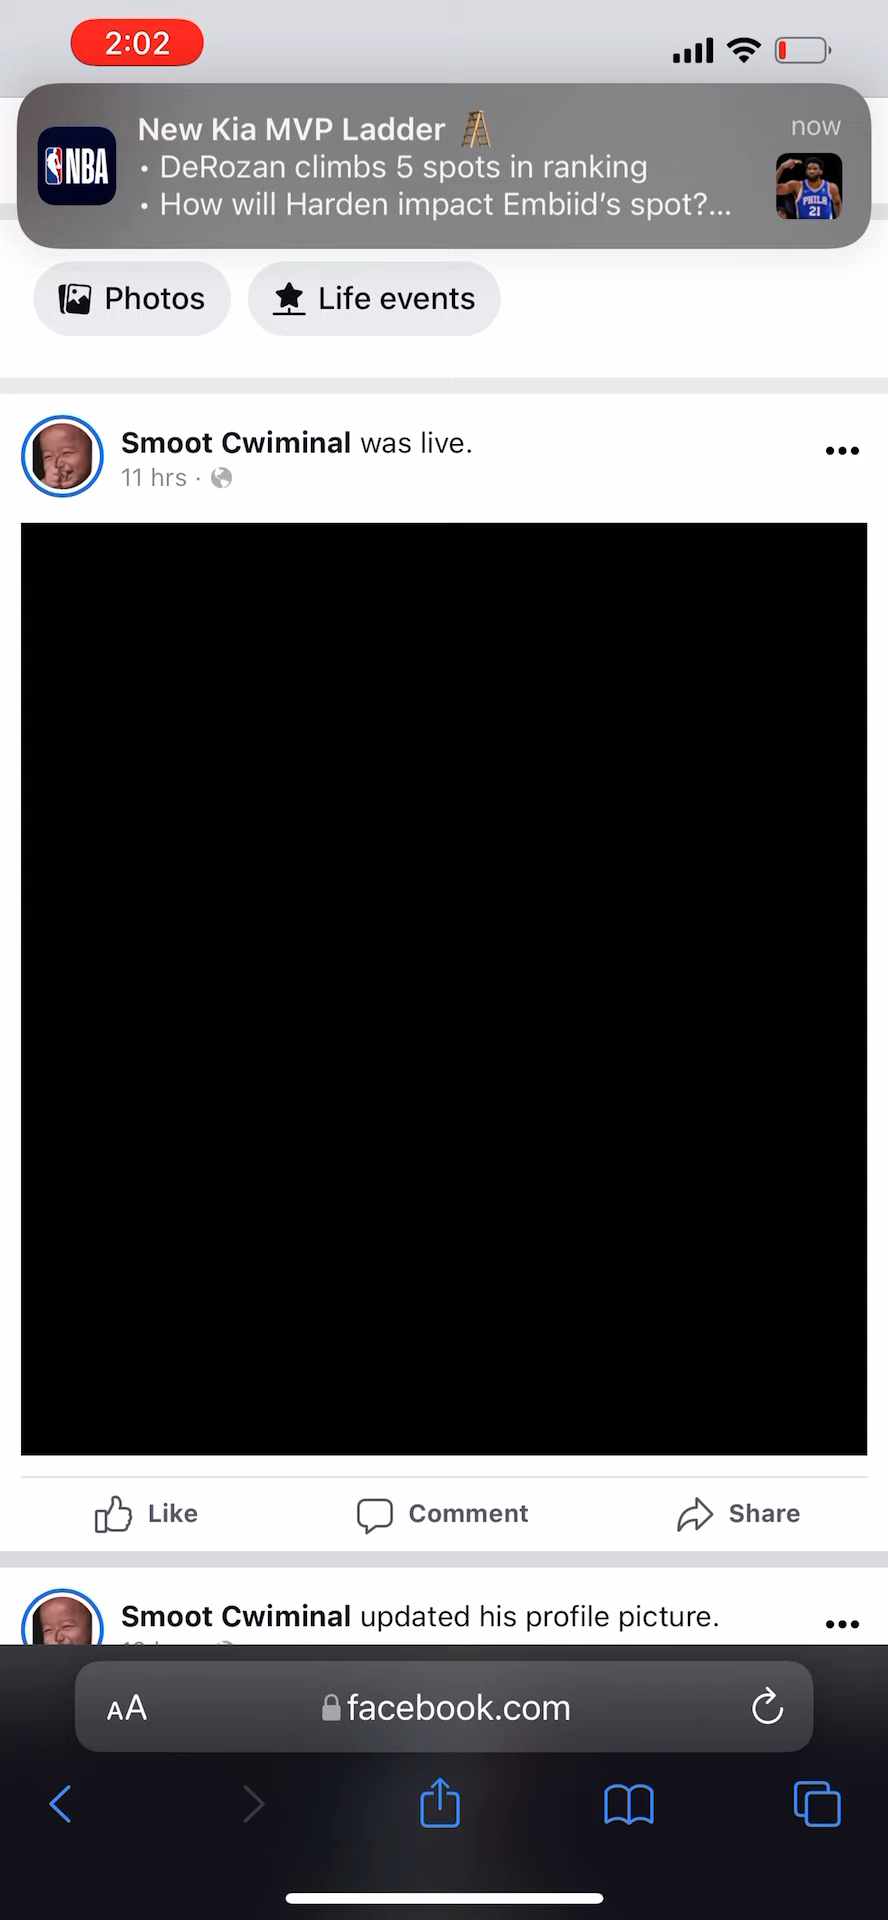 2:02
New Kia MVP Ladder 🪜
now
NBA
• DeRozan climbs 5 spots in ranking
• How will Harden impact Embiid's spot?...
PHILA
21
Photos
Life events
Smoot Cwiminal was live.
11 hrs ·
Like
Comment
Share
Smoot Cwiminal updated his profile picture.
AA
facebook.com